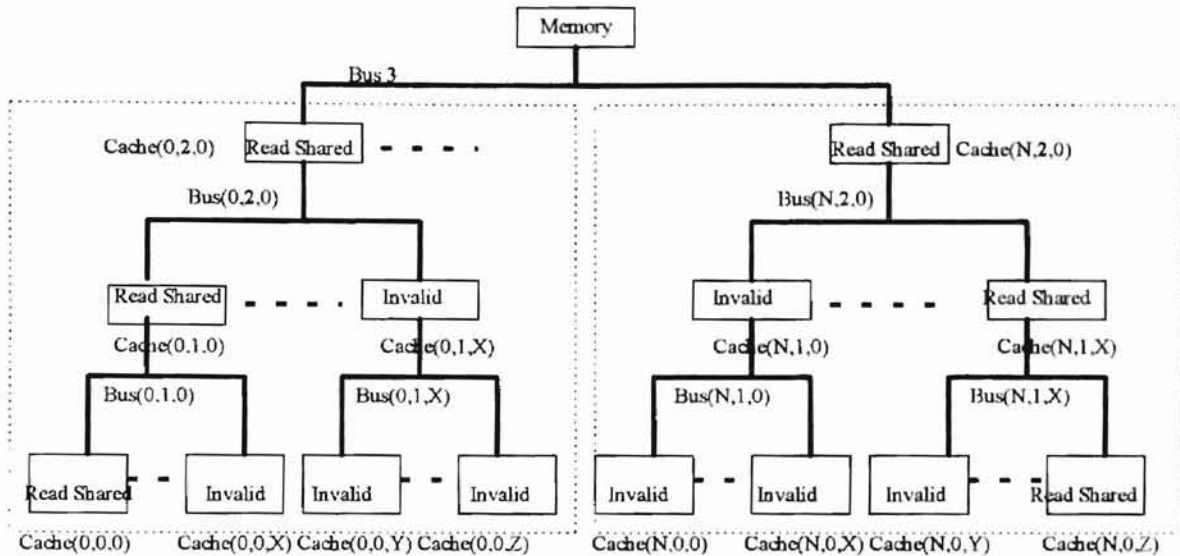 Memory
Bus 3
Cache(0,2,0) Read Shared Read Shared Cache(N,2,0)
Bus(0,2,0) Bus(N,2,0)
Read Shared Invalid Invalid Read Shared
Cache(0,1.0) Cache(0,1,X) Cache(N,1,0) Cache(N,1,X)
Bus(0,1.0) Bus(0,1,X) Bus(N,1,0) Bus(N,1,X)
Read Shared Invalid Invalid Invalid Invalid Invalid Invalid Read Shared
Cache(0,0,0) Cache(0,0,X) Cache(0,0,Y) Cache(0,0,Z) Cache(N,0,0) Cache(N,0,X) Cache(N,0,Y) Cache(N,0,Z)